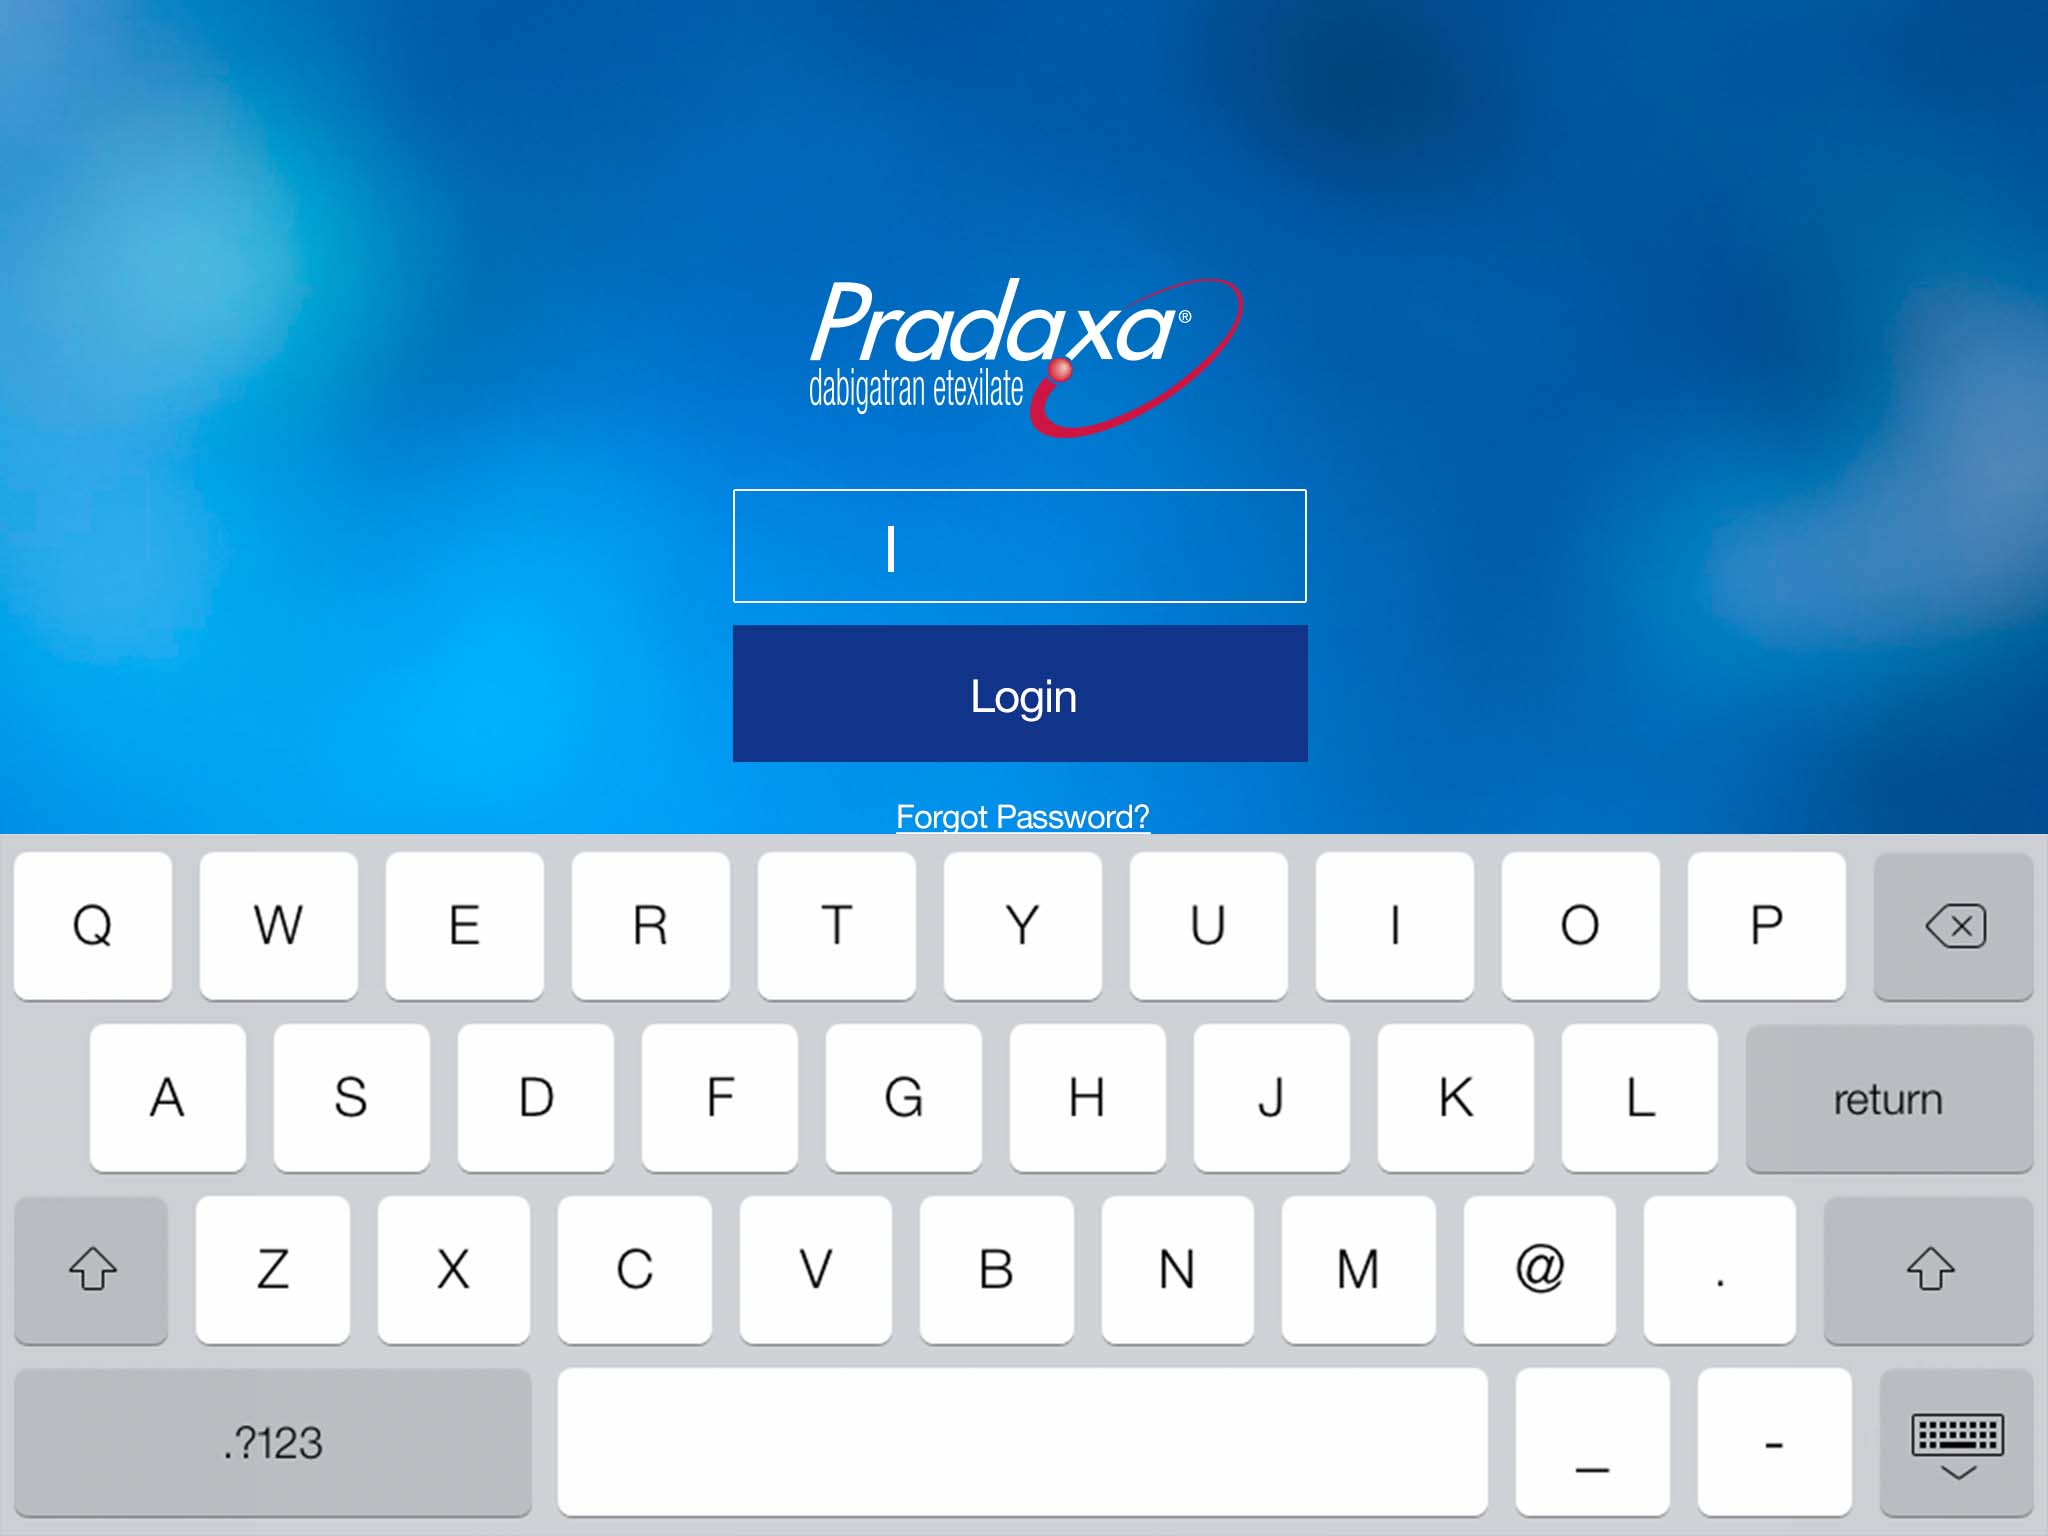 Pradaxa®
dabigatran etexilate
Login
Forgot Password?
Q W E R T Y U I O P
A S D F G H J K L return
Z X C V B N M @ .
.?123 _ -